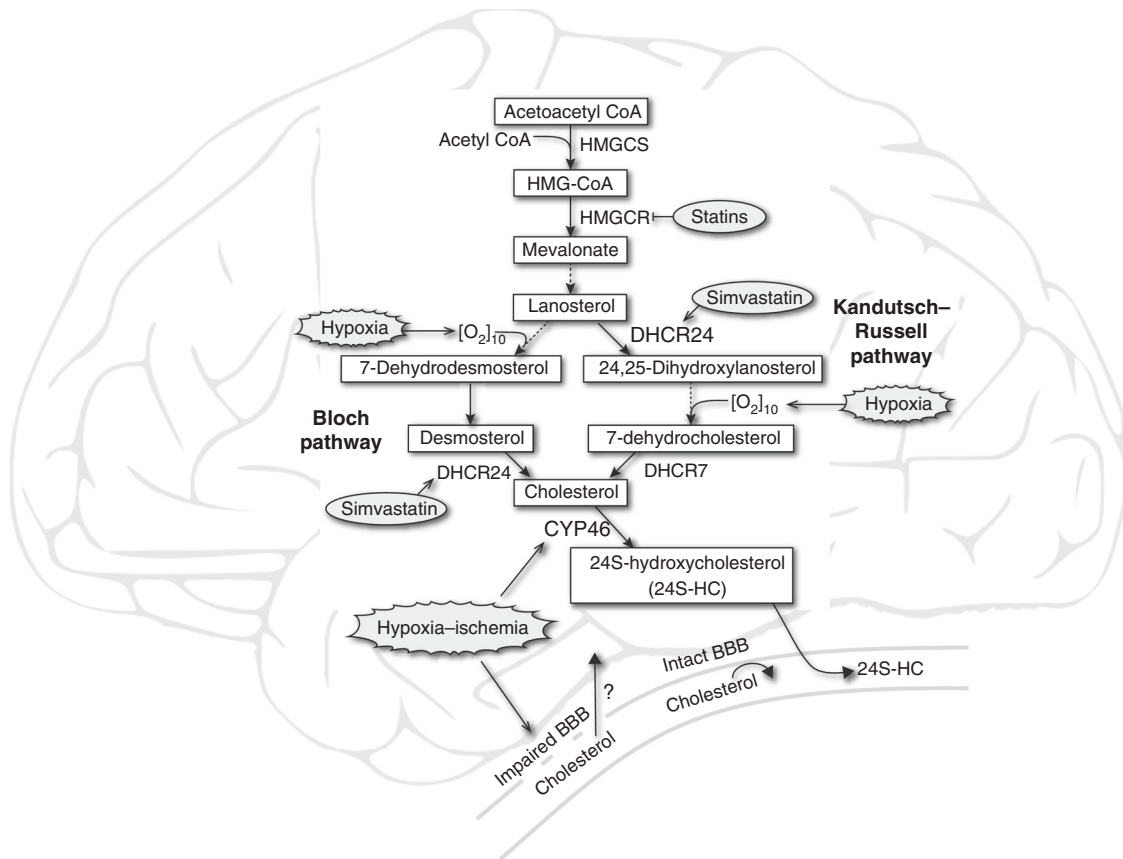 Acetoacetyl CoA
Acetyl CoA
HMGCS
HMG-CoA
HMGCR
Statins
Mevalonate
Lanosterol
Simvastatin
Kandutsch–
Russell
pathway
Hypoxia
[O2]10
DHCR24
7-Dehydrodesmosterol
24,25-Dihydroxylanosterol
[O2]10
Hypoxia
Bloch
pathway
Desmosterol
7-dehydrocholesterol
DHCR24
DHCR7
Simvastatin
Cholesterol
CYP46
24S-hydroxycholesterol
(24S-HC)
Hypoxia–ischemia
Intact BBB
24S-HC
?
Cholesterol
Impaired BBB
Cholesterol